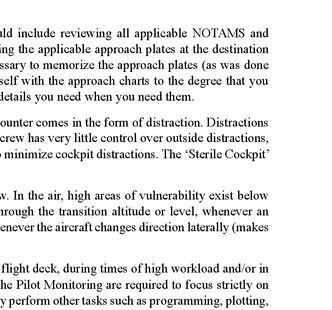 uld include reviewing all applicable NOTAMS and
ng the applicable approach plates at the destination
ssary to memorize the approach plates (as was done
self with the approach charts to the degree that you
details you need when you need them.
ounter comes in the form of distraction. Distractions
crew has very little control over outside distractions,
o minimize cockpit distractions. The ‘Sterile Cockpit’
w. In the air, high areas of vulnerability exist below
hrough the transition altitude or level, whenever an
enever the aircraft changes direction laterally (makes
flight deck, during times of high workload and/or in
he Pilot Monitoring are required to focus strictly on
y perform other tasks such as programming, plotting,